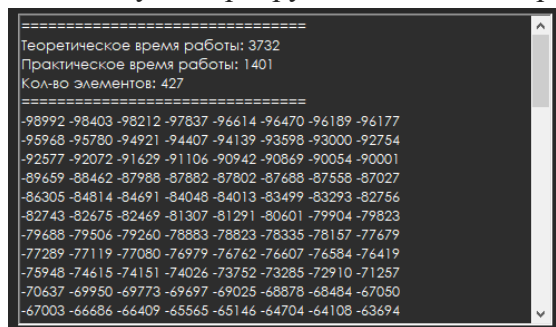 ================================
Теоретическое время работы: 3732
Практическое время работы: 1401
Кол-во элементов: 427
================================
-98992 -98403 -98212 -97837 -96614 -96470 -96189 -96177
-95968 -95780 -94921 -94407 -94139 -93598 -93000 -92754
-92577 -92072 -91629 -91106 -90942 -90869 -90054 -90001
-89659 -88462 -87988 -87882 -87802 -87688 -87558 -87027
-86305 -84814 -84691 -84048 -84013 -83499 -83293 -82756
-82743 -82675 -82469 -81307 -81291 -80601 -79904 -79823
-79688 -79506 -79260 -78883 -78823 -78335 -78157 -77679
-77289 -77119 -77080 -76979 -76762 -76607 -76584 -76419
-75948 -74615 -74151 -74026 -73752 -73285 -72910 -71257
-70637 -69950 -69773 -69697 -69025 -68878 -68484 -67050
-67003 -66686 -66409 -65565 -65146 -64704 -64108 -63694